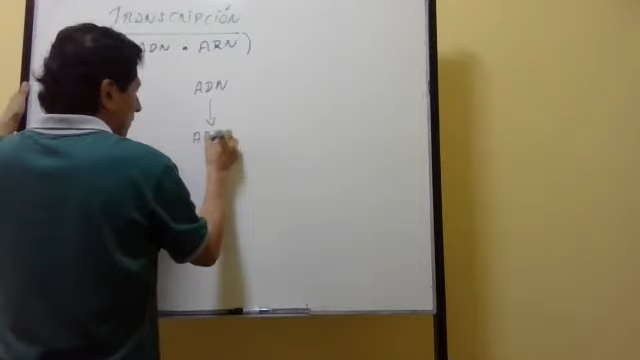 TRANSCRIPCIÓN
ADN • ARN )
ADN
↓
A